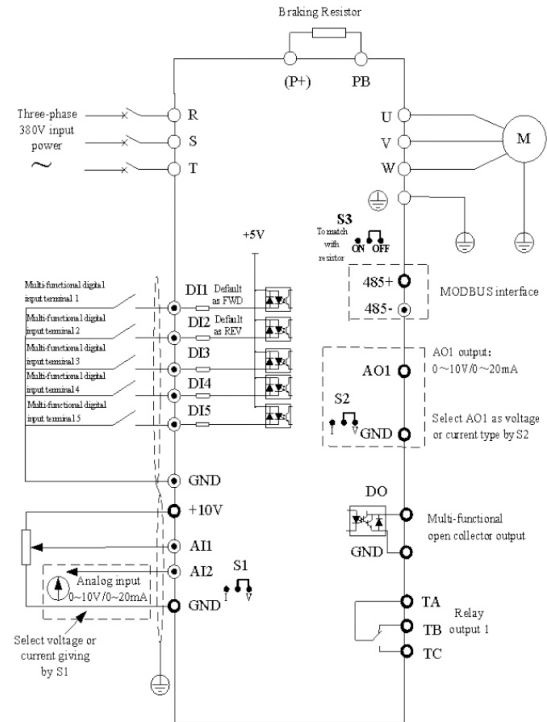 Braking Resistor
(P+) PB
Three-phase
380V input
power
R
S
T
U
V
W
M
S3
To match
with
resistor
ON OFF
+5V
485+
485-
MODBUS interface
Multi-functional digital
input terminal 1
DI1 Default
as FWD
Multi-functional digital
input terminal 2
DI2 Default
as REV
Multi-functional digital
input terminal 3
DI3
Multi-functional digital
input terminal 4
DI4
Multi-functional digital
input terminal 5
DI5
AO1 output:
0~10V/0~20mA
AO1
S2
I V
GND
Select AO1 as voltage
or current type by S2
GND
+10V
AI1
AI2
S1
I V
Analog input
0~10V/0~20mA
GND
Select voltage or
current giving
by S1
DO
GND
Multi-functional
open collector output
TA
TB
TC
Relay
output 1